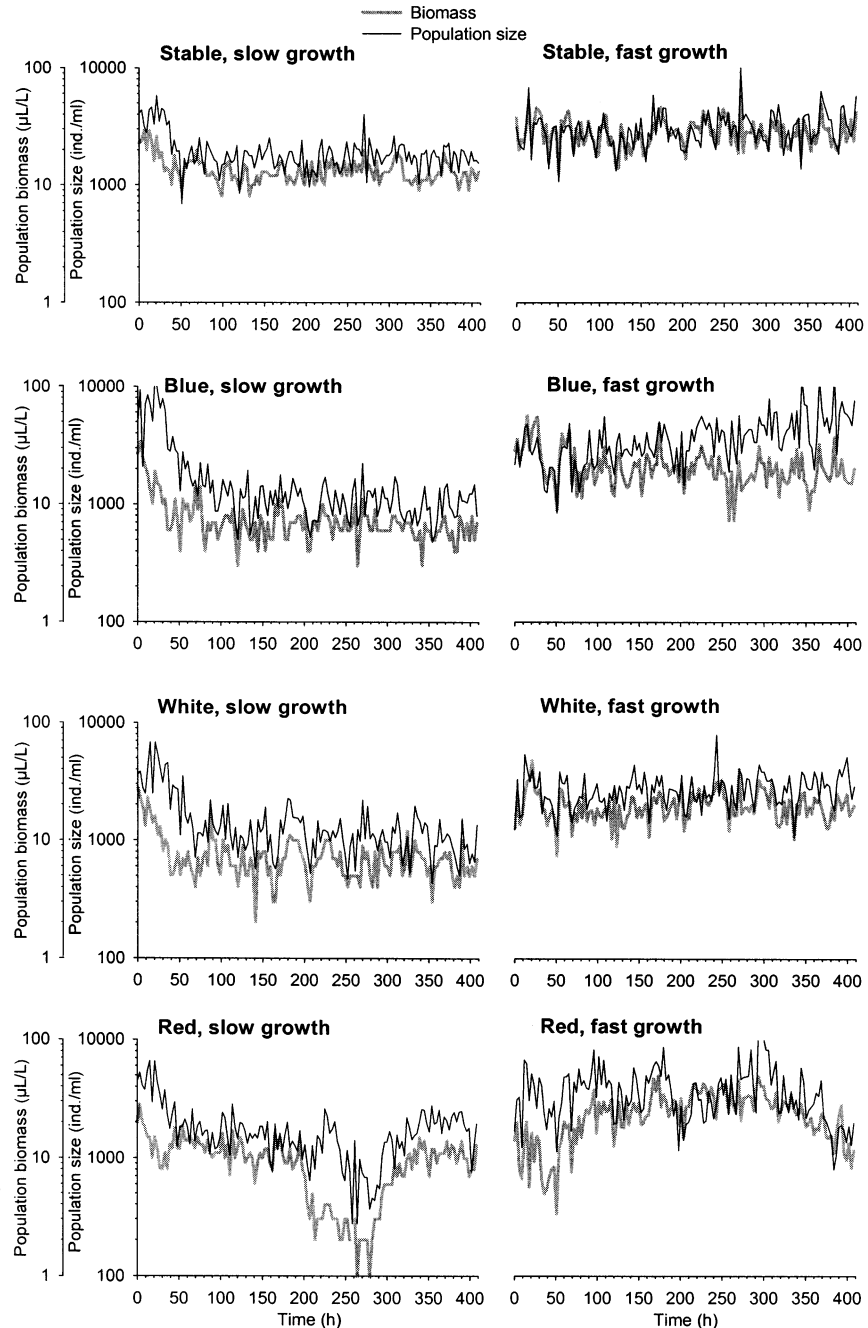 Biomass
Population size
Stable, slow growth
Stable, fast growth
Population biomass (µL/L)
Population size (ind./ml)
100
10
1
10000
1000
100
0 50 100 150 200 250 300 350 400
0 50 100 150 200 250 300 350 400
Blue, slow growth
Blue, fast growth
Population biomass (µL/L)
Population size (ind./ml)
100
10
1
10000
1000
100
0 50 100 150 200 250 300 350 400
0 50 100 150 200 250 300 350 400
White, slow growth
White, fast growth
Population biomass (µL/L)
Population size (ind./ml)
100
10
1
10000
1000
100
0 50 100 150 200 250 300 350 400
0 50 100 150 200 250 300 350 400
Red, slow growth
Red, fast growth
Population biomass (µL/L)
Population size (ind./ml)
100
10
1
10000
1000
100
0 50 100 150 200 250 300 350 400
0 50 100 150 200 250 300 350 400
Time (h)
Time (h)